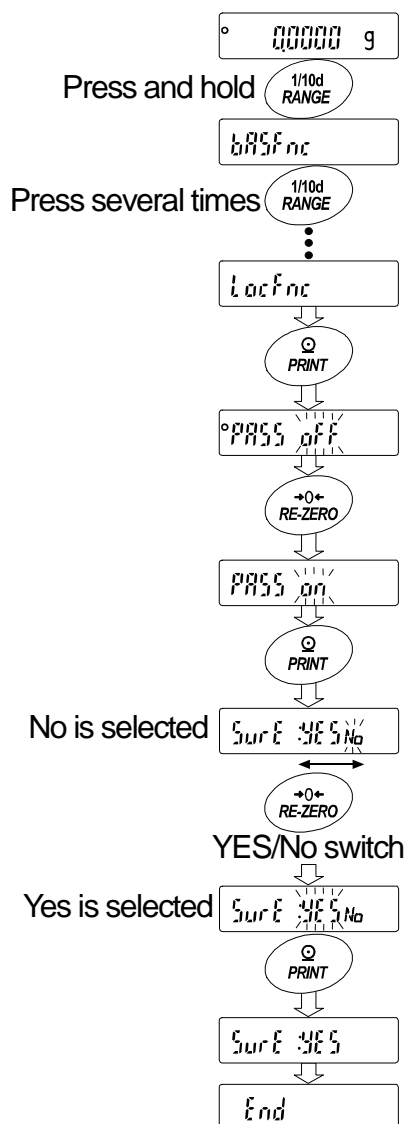 0.0000 g
Press and hold
1/10d
RANGE
bASFnc
Press several times
1/10d
RANGE
LocFnc
PRINT
PASS oFF
→0←
RE-ZERO
PASS on
PRINT
No is selected
SurE :YES No
→0←
RE-ZERO
YES/No switch
Yes is selected
SurE :YES No
PRINT
SurE :YES
End